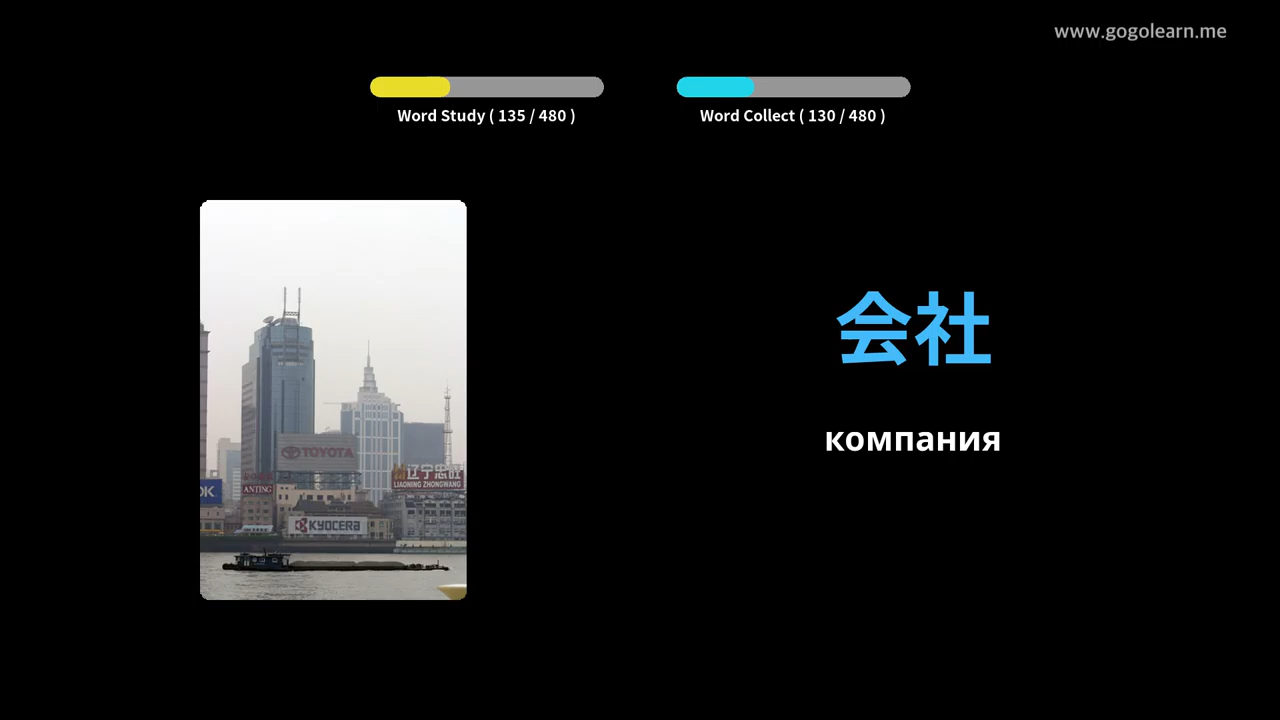 www.gogolearn.me
Word Study ( 135 / 480 )
Word Collect ( 130 / 480 )
会社
компания
TOYOTA
辽宁忠旺
LIAONING ZHONGWANG
OK
ANTING
KYOCERA